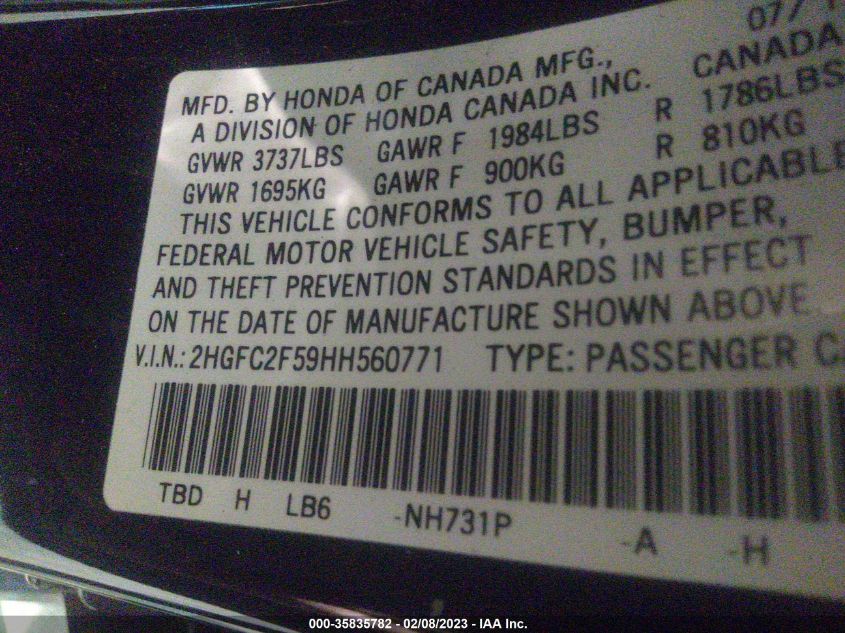 07/1
MFD. BY HONDA OF CANADA MFG., CANADA
A DIVISION OF HONDA CANADA INC.
GVWR 3737LBS GAWR F 1984LBS R 1786LBS
GVWR 1695KG GAWR F 900KG R 810KG
THIS VEHICLE CONFORMS TO ALL APPLICABLE
FEDERAL MOTOR VEHICLE SAFETY, BUMPER,
AND THEFT PREVENTION STANDARDS IN EFFECT
ON THE DATE OF MANUFACTURE SHOWN ABOVE.
V.I.N.: 2HGFC2F59HH560771 TYPE: PASSENGER
TBD H LB6 -NH731P -A -H
000-35835782 - 02/08/2023 - IAA Inc.